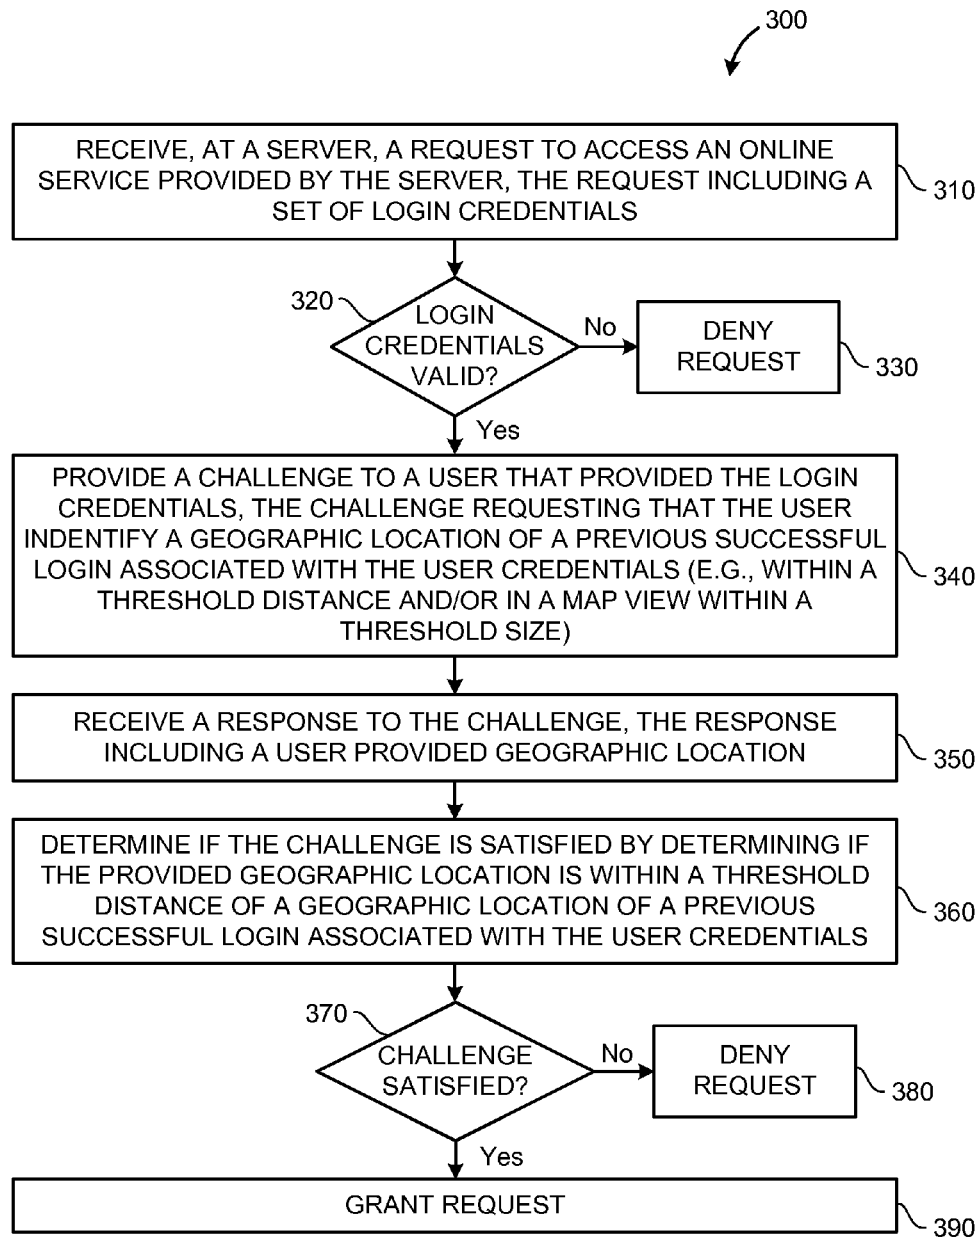 300
RECEIVE, AT A SERVER, A REQUEST TO ACCESS AN ONLINE
SERVICE PROVIDED BY THE SERVER, THE REQUEST INCLUDING A
SET OF LOGIN CREDENTIALS
310
320
LOGIN
CREDENTIALS
VALID?
No
DENY
REQUEST
330
Yes
PROVIDE A CHALLENGE TO A USER THAT PROVIDED THE LOGIN
CREDENTIALS, THE CHALLENGE REQUESTING THAT THE USER
INDENTIFY A GEOGRAPHIC LOCATION OF A PREVIOUS SUCCESSFUL
LOGIN ASSOCIATED WITH THE USER CREDENTIALS (E.G., WITHIN A
THRESHOLD DISTANCE AND/OR IN A MAP VIEW WITHIN A
THRESHOLD SIZE)
340
RECEIVE A RESPONSE TO THE CHALLENGE, THE RESPONSE
INCLUDING A USER PROVIDED GEOGRAPHIC LOCATION
350
DETERMINE IF THE CHALLENGE IS SATISFIED BY DETERMINING IF
THE PROVIDED GEOGRAPHIC LOCATION IS WITHIN A THRESHOLD
DISTANCE OF A GEOGRAPHIC LOCATION OF A PREVIOUS
SUCCESSFUL LOGIN ASSOCIATED WITH THE USER CREDENTIALS
360
370
CHALLENGE
SATISFIED?
No
DENY
REQUEST
380
Yes
GRANT REQUEST
390